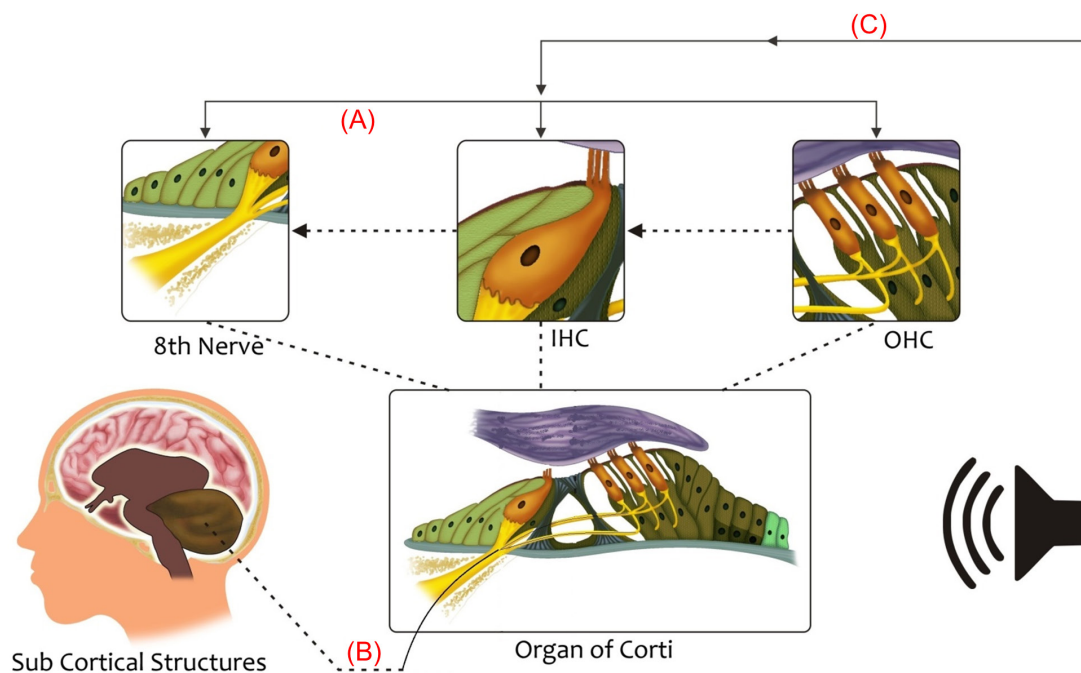 (C)
(A)
8th Nerve
IHC
OHC
(B)
Sub Cortical Structures
Organ of Corti